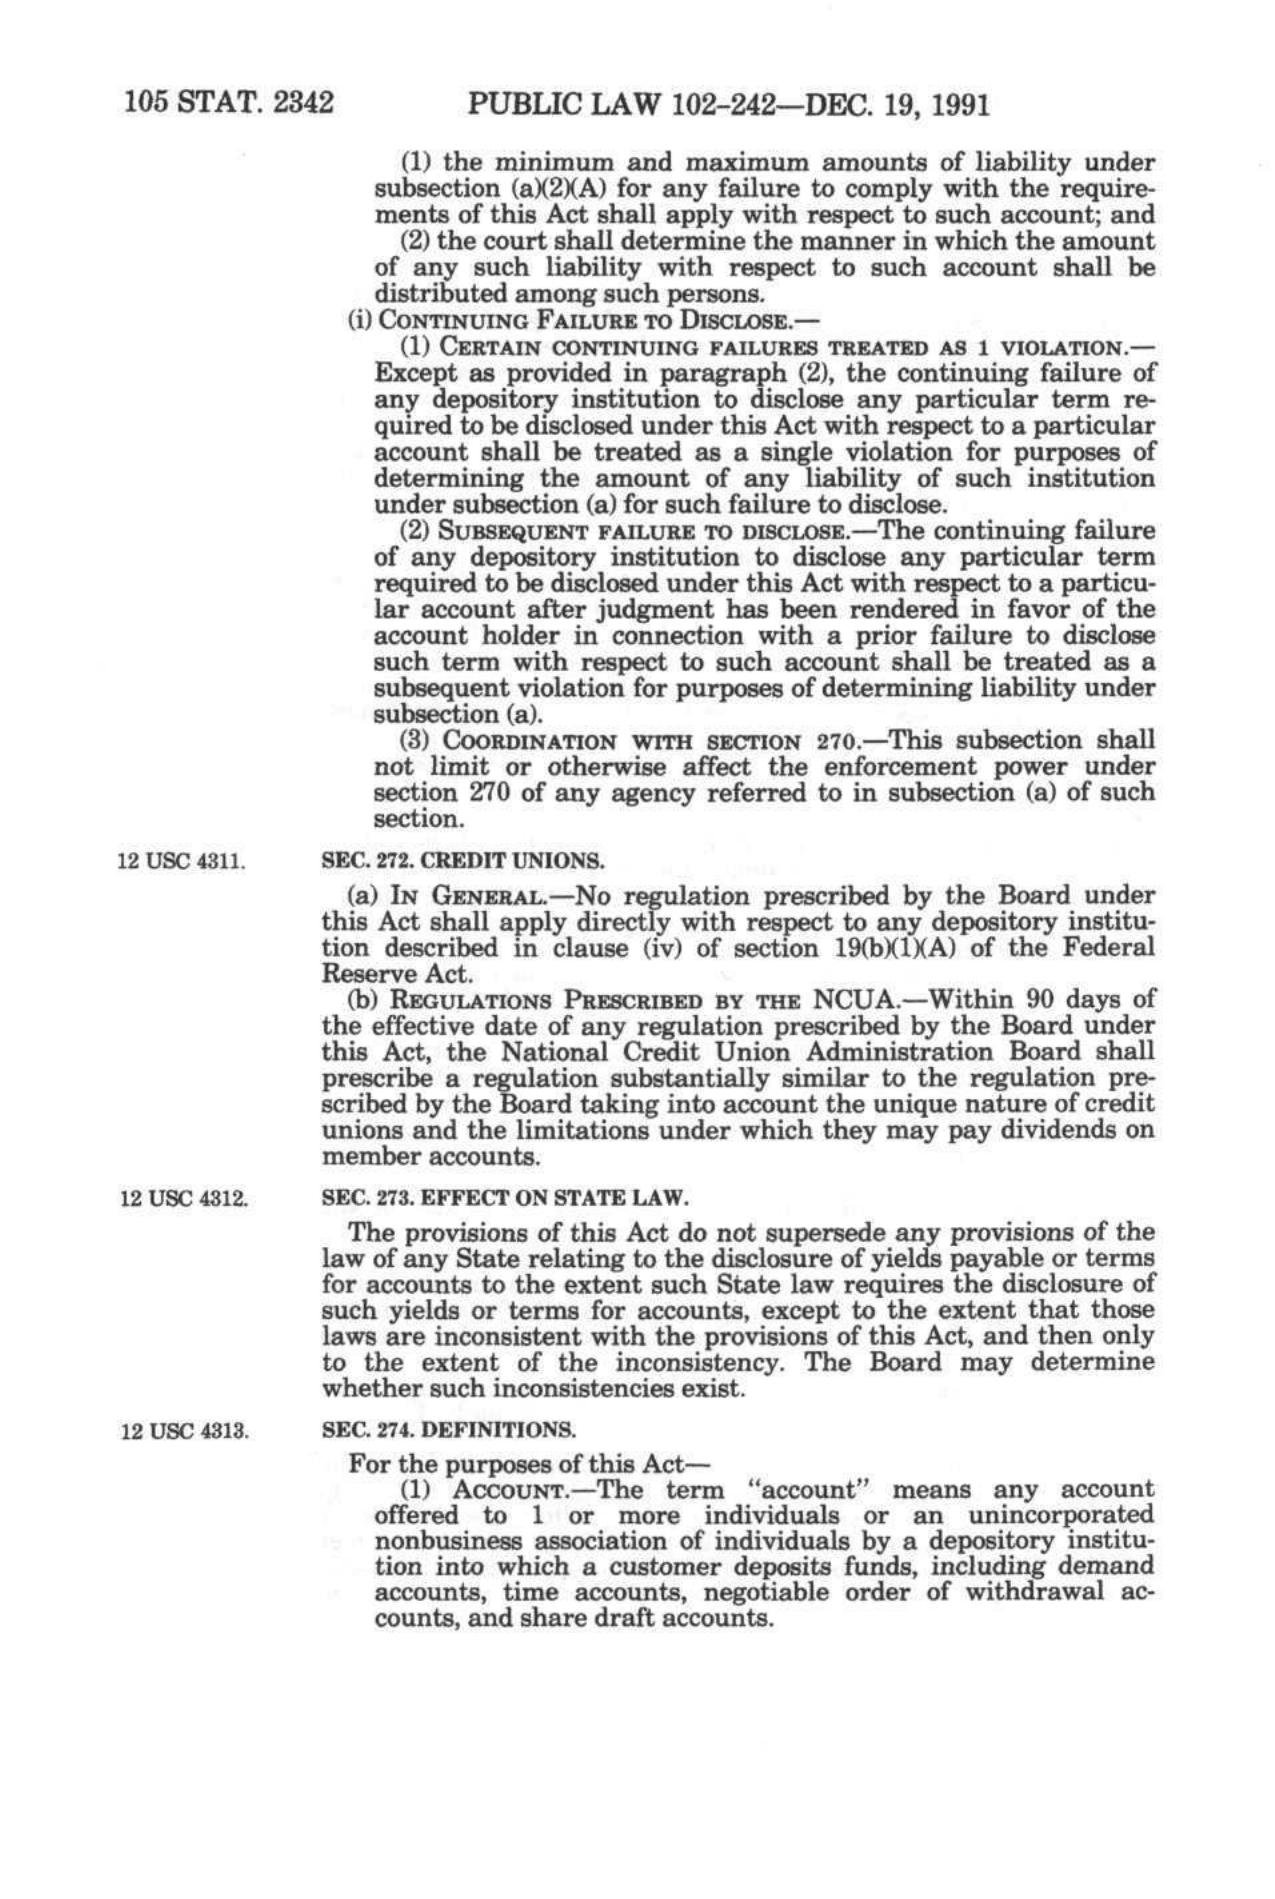 105 STAT. 2342 PUBLIC LAW 102-242—DEC. 19, 1991
(1) the minimum and maximum amounts of liability under
subsection (a)(2)(A) for any failure to comply with the require-
ments of this Act shall apply with respect to such account; and
(2) the court shall determine the manner in which the amount
of any such liability with respect to such account shall be
distributed among such persons.
(i) CONTINUING FAILURE TO DISCLOSE.—
(1) CERTAIN CONTINUING FAILURES TREATED AS 1 VIOLATION.—
Except as provided in paragraph (2), the continuing failure of
any depository institution to disclose any particular term re-
quired to be disclosed under this Act with respect to a particular
account shall be treated as a single violation for purposes of
determining the amount of any liability of such institution
under subsection (a) for such failure to disclose.
(2) SUBSEQUENT FAILURE TO DISCLOSE.—The continuing failure
of any depository institution to disclose any particular term
required to be disclosed under this Act with respect to a particu-
lar account after judgment has been rendered in favor of the
account holder in connection with a prior failure to disclose
such term with respect to such account shall be treated as a
subsequent violation for purposes of determining liability under
subsection (a).
(3) COORDINATION WITH SECTION 270.—This subsection shall
not limit or otherwise affect the enforcement power under
section 270 of any agency referred to in subsection (a) of such
section.
12 USC 4311. SEC. 272. CREDIT UNIONS.
(a) IN GENERAL.—No regulation prescribed by the Board under
this Act shall apply directly with respect to any depository institu-
tion described in clause (iv) of section 19(b)(1)(A) of the Federal
Reserve Act.
(b) REGULATIONS PRESCRIBED BY THE NCUA.—Within 90 days of
the effective date of any regulation prescribed by the Board under
this Act, the National Credit Union Administration Board shall
prescribe a regulation substantially similar to the regulation pre-
scribed by the Board taking into account the unique nature of credit
unions and the limitations under which they may pay dividends on
member accounts.
12 USC 4312. SEC. 273. EFFECT ON STATE LAW.
The provisions of this Act do not supersede any provisions of the
law of any State relating to the disclosure of yields payable or terms
for accounts to the extent such State law requires the disclosure of
such yields or terms for accounts, except to the extent that those
laws are inconsistent with the provisions of this Act, and then only
to the extent of the inconsistency. The Board may determine
whether such inconsistencies exist.
12 USC 4313. SEC. 274. DEFINITIONS.
For the purposes of this Act—
(1) ACCOUNT.—The term “account” means any account
offered to 1 or more individuals or an unincorporated
nonbusiness association of individuals by a depository institu-
tion into which a customer deposits funds, including demand
accounts, time accounts, negotiable order of withdrawal ac-
counts, and share draft accounts.